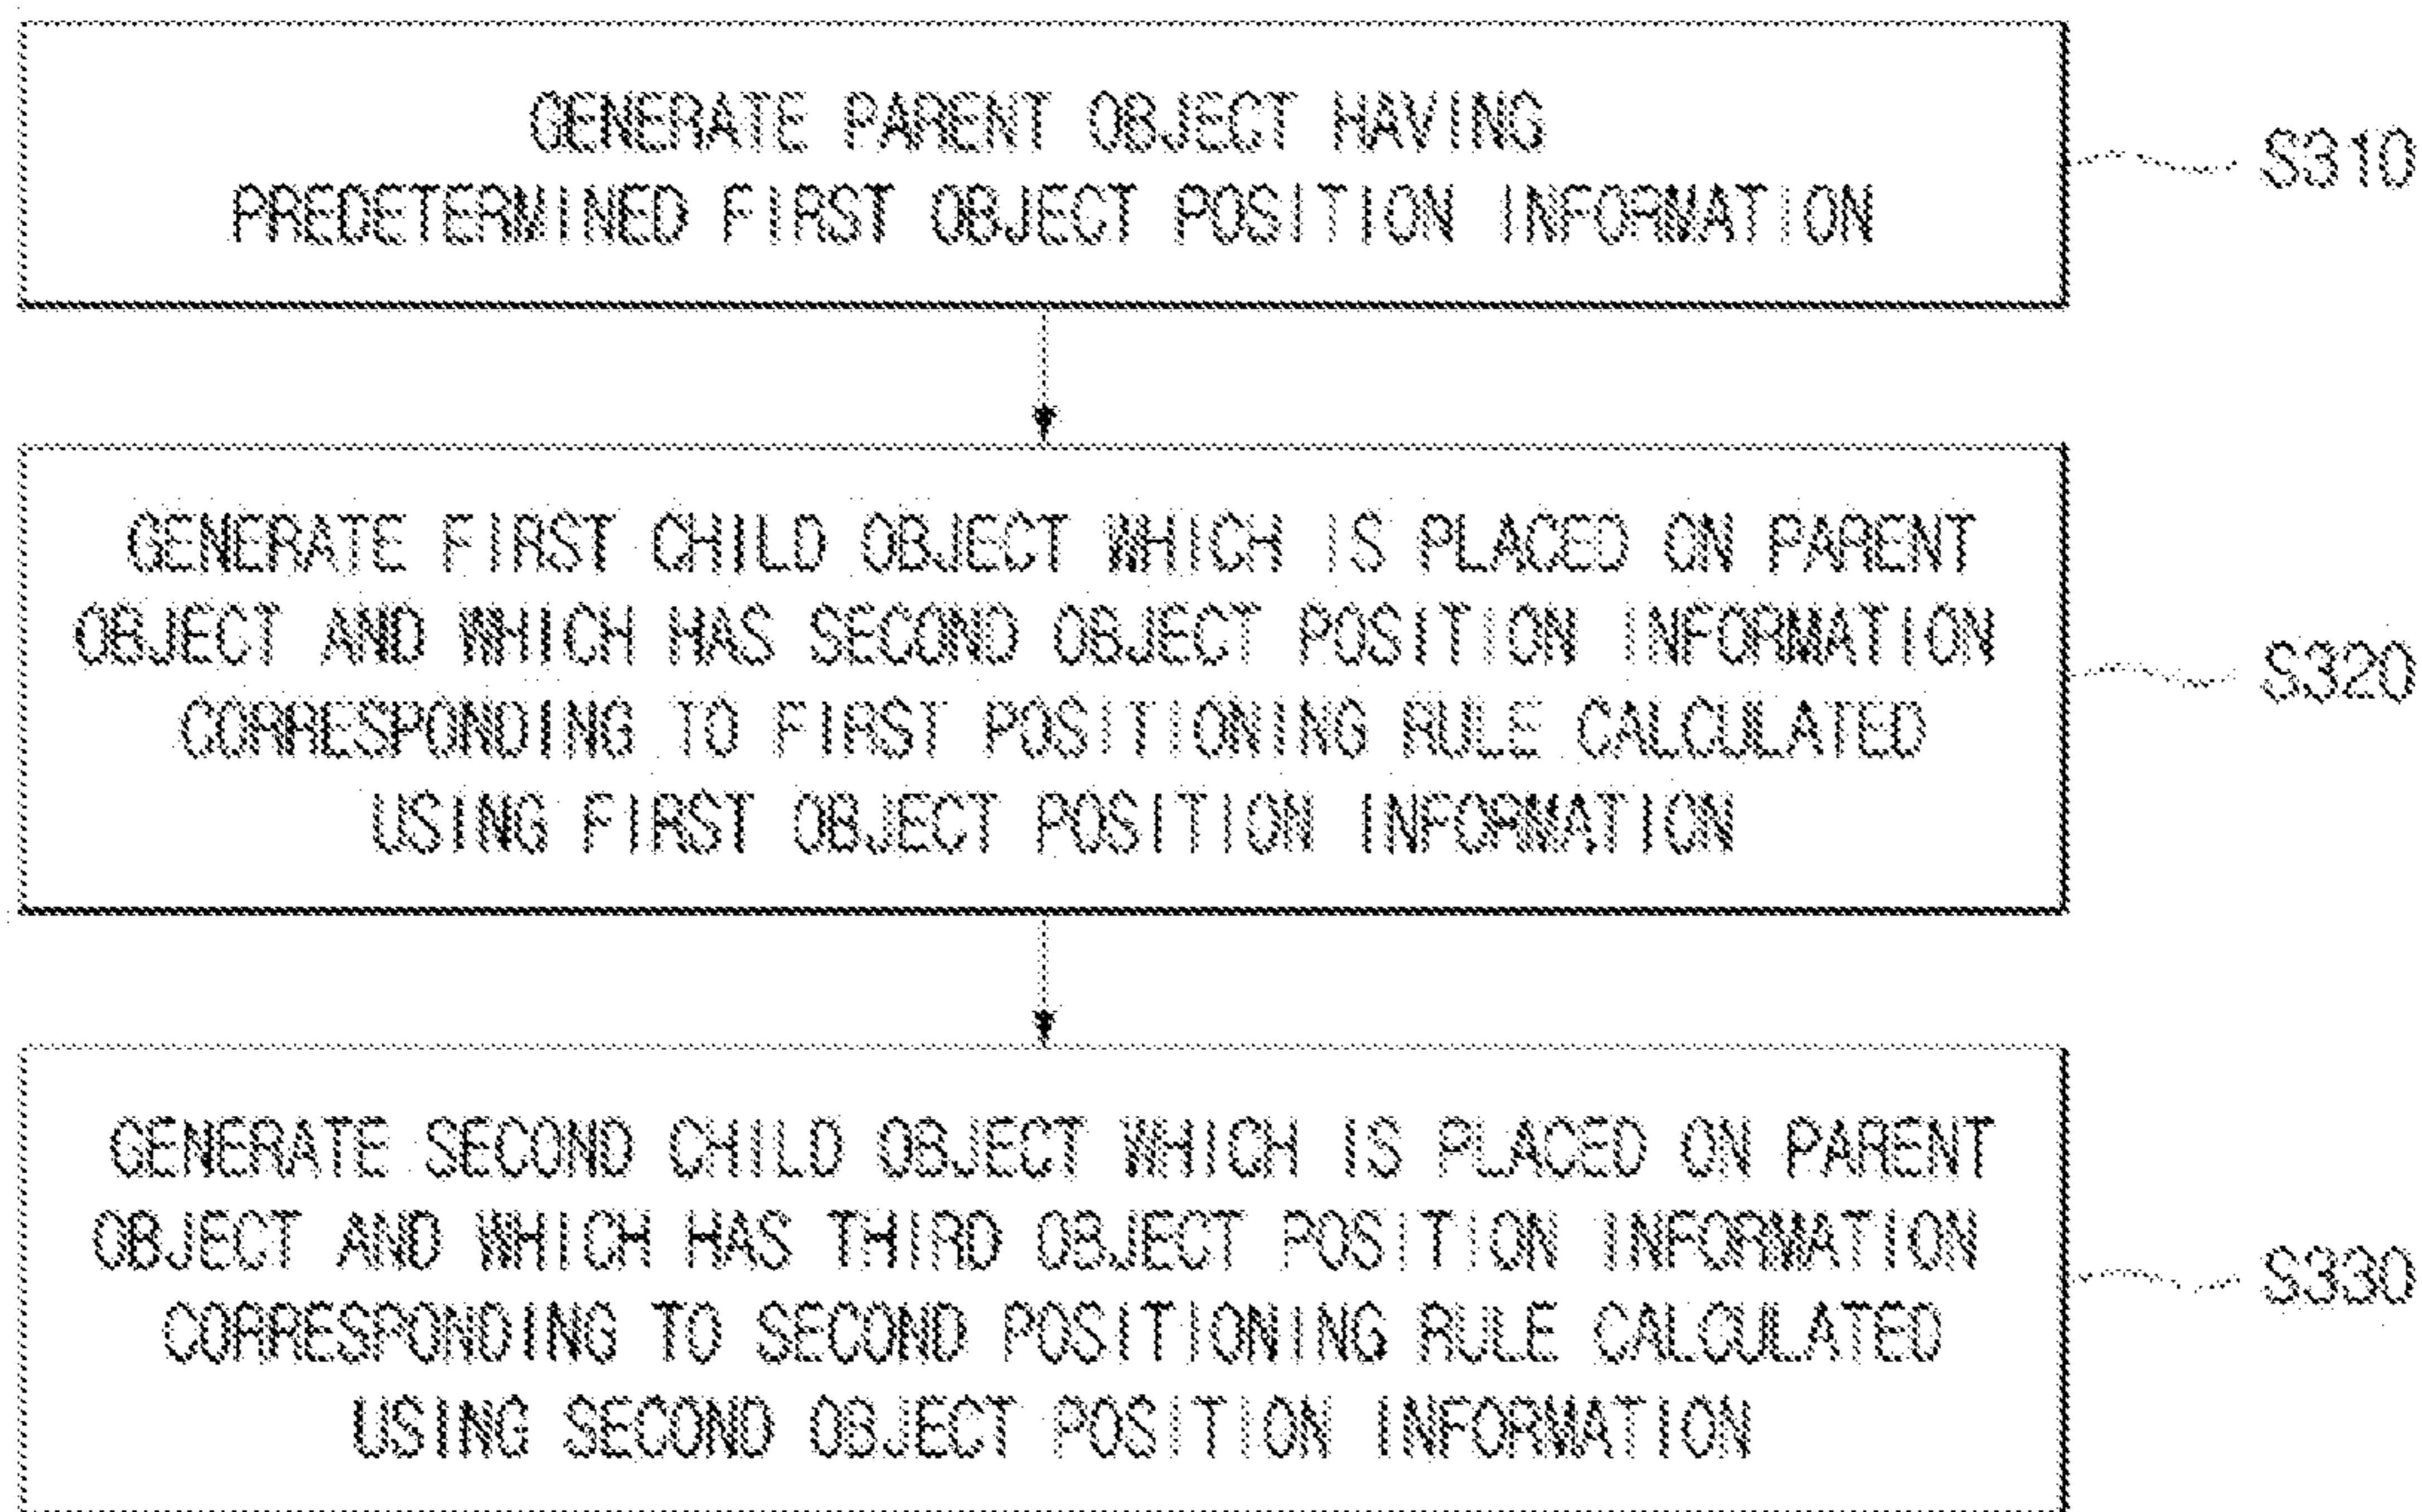 GENERATE PARENT OBJECT HAVING
PREDETERMINED FIRST OBJECT POSITION INFORMATION
S310
GENERATE FIRST CHILD OBJECT WHICH IS PLACED ON PARENT
OBJECT AND WHICH HAS SECOND OBJECT POSITION INFORMATION
CORRESPONDING TO FIRST POSITIONING RULE CALCULATED
USING FIRST OBJECT POSITION INFORMATION
S320
GENERATE SECOND CHILD OBJECT WHICH IS PLACED ON PARENT
OBJECT AND WHICH HAS THIRD OBJECT POSITION INFORMATION
CORRESPONDING TO SECOND POSITIONING RULE CALCULATED
USING SECOND OBJECT POSITION INFORMATION
S330